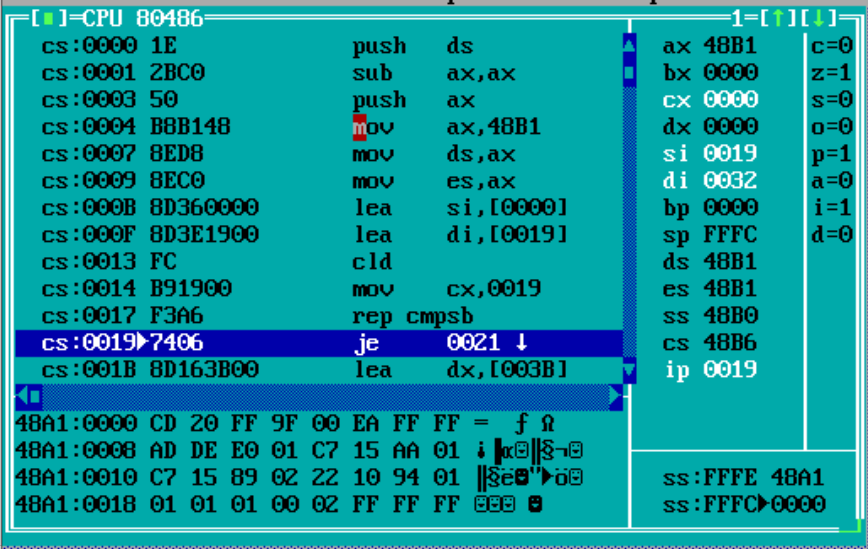 [■]=CPU 80486 1=[↑][↓]
cs:0000 1E push ds ax 48B1 c=0
cs:0001 2BC0 sub ax,ax bx 0000 z=1
cs:0003 50 push ax cx 0000 s=0
cs:0004 B8B148 mov ax,48B1 dx 0000 o=0
cs:0007 8ED8 mov ds,ax si 0019 p=1
cs:0009 8EC0 mov es,ax di 0032 a=0
cs:000B 8D360000 lea si,[0000] bp 0000 i=1
cs:000F 8D3E1900 lea di,[0019] sp FFFC d=0
cs:0013 FC cld ds 48B1
cs:0014 B91900 mov cx,0019 es 48B1
cs:0017 F3A6 rep cmpsb ss 48B0
cs:0019►7406 je 0021 ↓ cs 48B6
cs:001B 8D163B00 lea dx,[003B] ip 0019
48A1:0000 CD 20 FF 9F 00 EA FF FF = ƒ Ω
48A1:0008 AD DE E0 01 C7 15 AA 01 ¡▐α☺╟§¬☺
48A1:0010 C7 15 89 02 22 10 94 01 ╟§ë☻"►ö☺ ss:FFFE 48A1
48A1:0018 01 01 01 00 02 FF FF FF ☺☺☺ ☻ ss:FFFC►0000